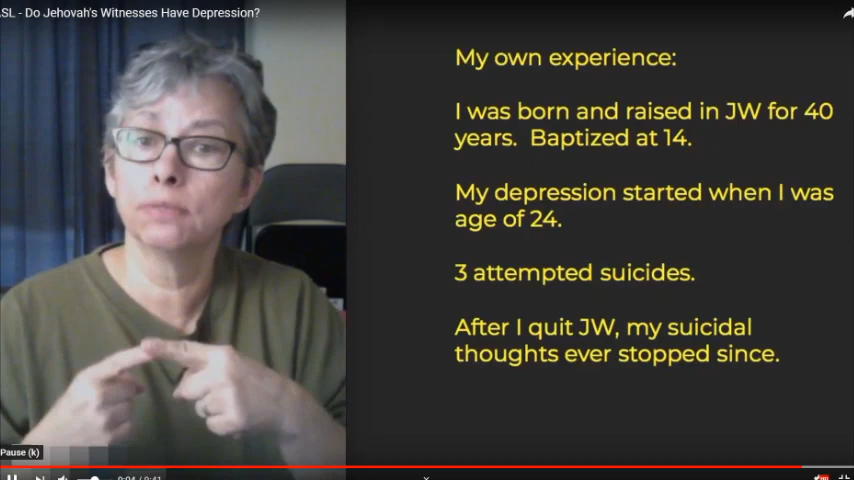 SL - Do Jehovah's Witnesses Have Depression?
My own experience:
I was born and raised in JW for 40
years. Baptized at 14.
My depression started when I was
age of 24.
3 attempted suicides.
After I quit JW, my suicidal
thoughts ever stopped since.
Pause (k)